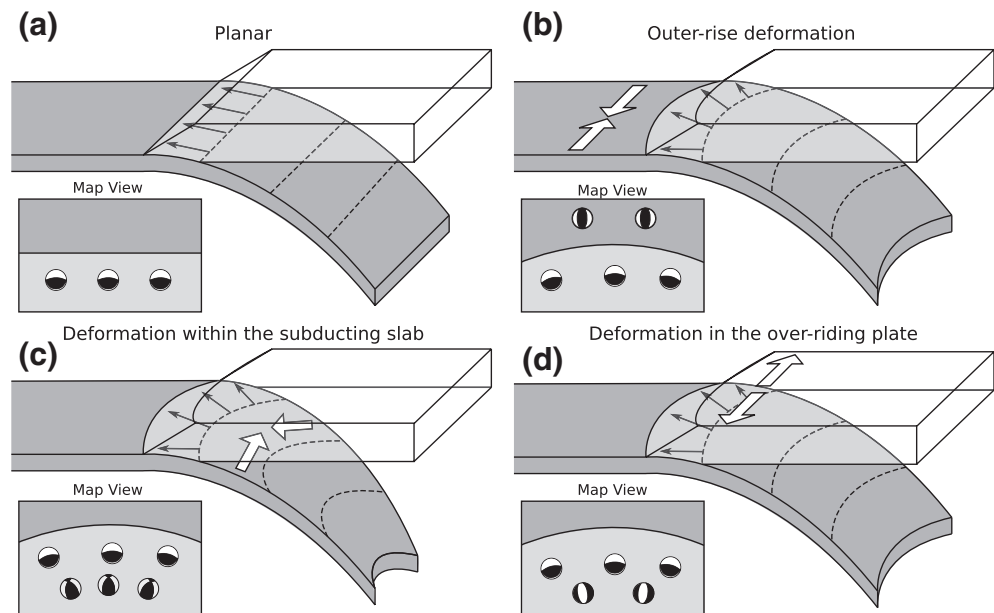 (a)
Planar
Map View
(b)
Outer-rise deformation
Map View
(c)
Deformation within the subducting slab
Map View
(d)
Deformation in the over-riding plate
Map View